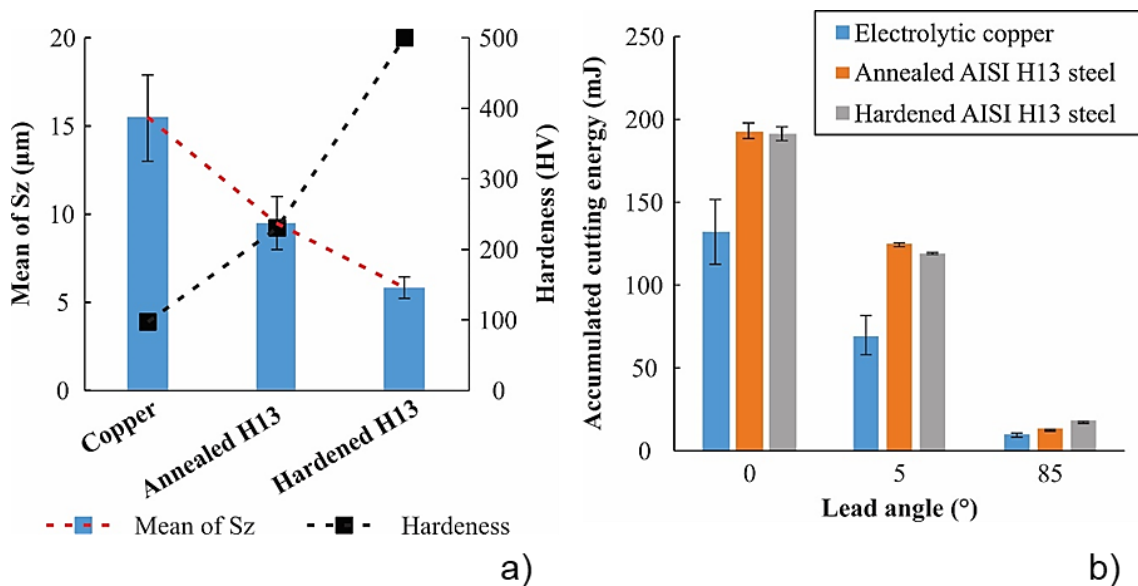 a)
20
15
10
5
0
Mean of Sz (µm)
500
400
300
200
100
0
Hardeness (HV)
Copper
Annealed H13
Hardened H13
Mean of Sz
Hardeness
b)
250
200
150
100
50
0
Accumulated cutting energy (mJ)
Electrolytic copper
Annealed AISI H13 steel
Hardened AISI H13 steel
0
5
85
Lead angle (°)